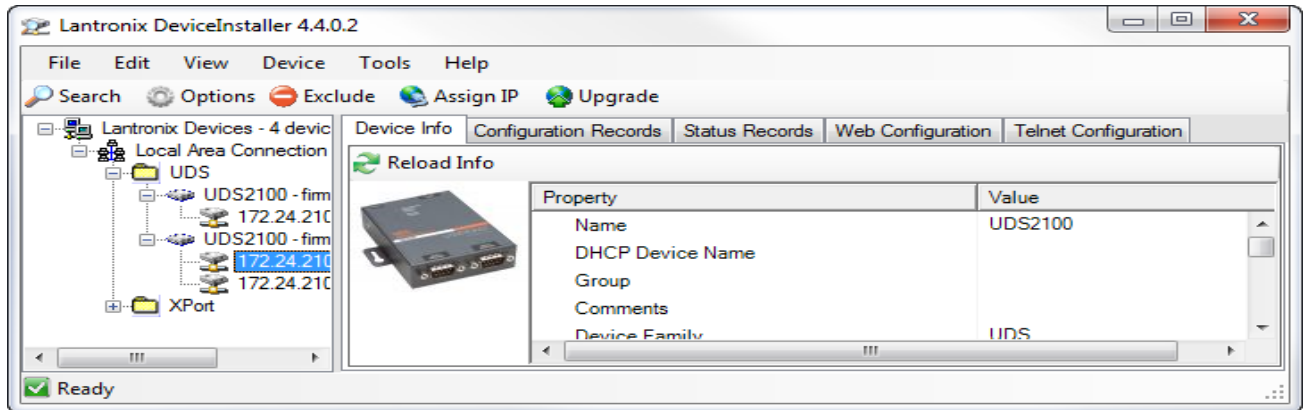 Lantronix DeviceInstaller 4.4.0.2
File Edit View Device Tools Help
Search Options Exclude Assign IP Upgrade
Lantronix Devices - 4 devic
Local Area Connection
UDS
UDS2100 - firm
172.24.210
UDS2100 - firm
172.24.210
172.24.210
XPort
Device Info Configuration Records Status Records Web Configuration Telnet Configuration
Reload Info
Property Value
Name UDS2100
DHCP Device Name
Group
Comments
Device Family UDS
Ready